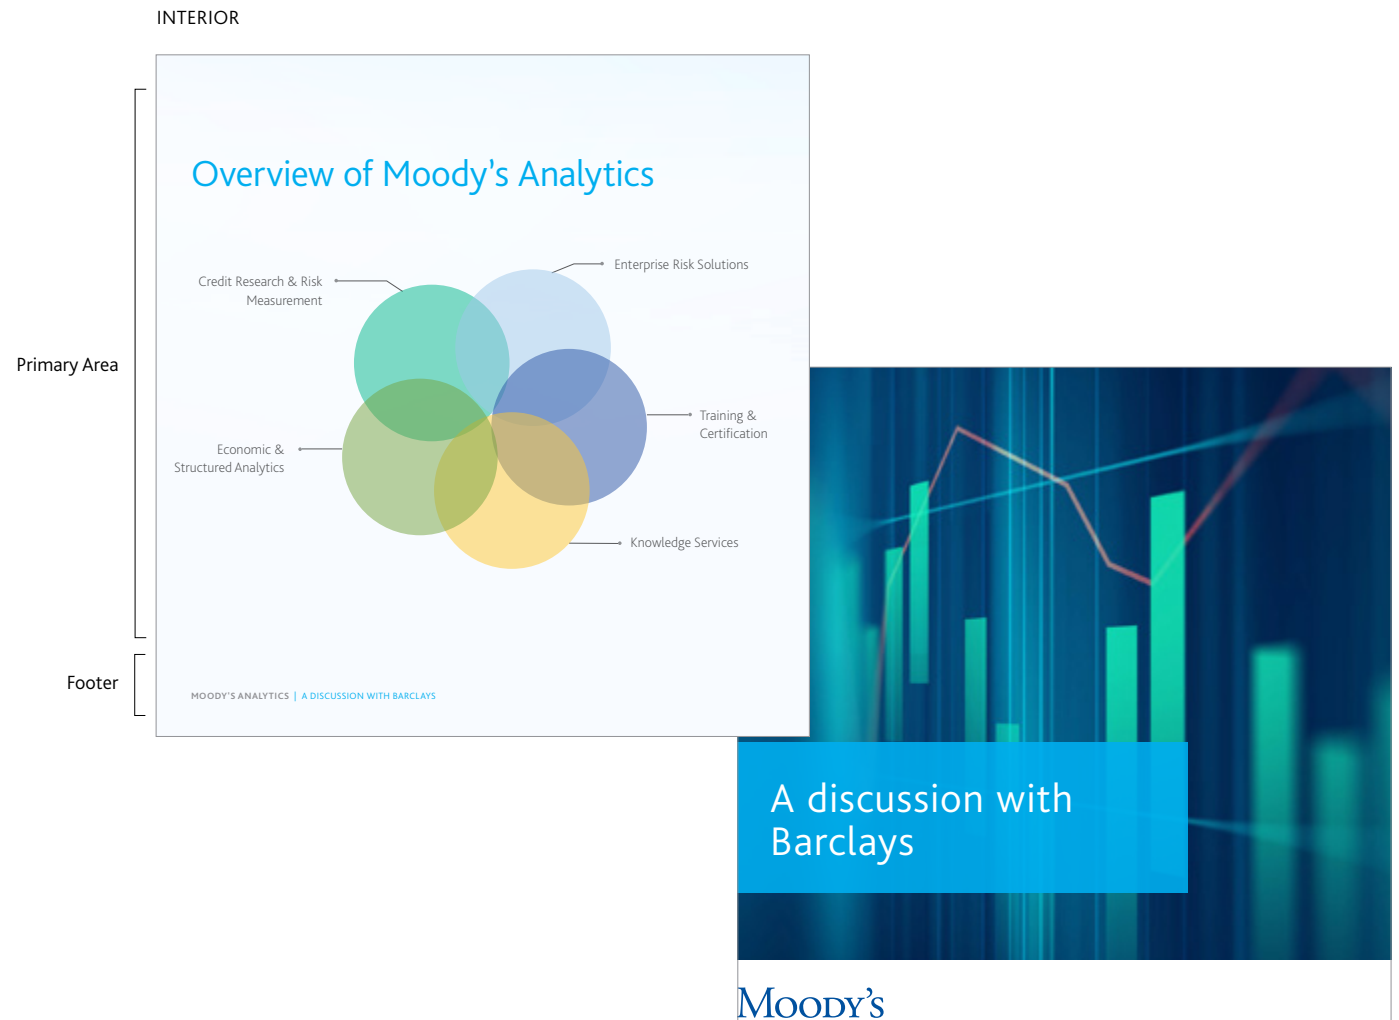 INTERIOR
Overview of Moody’s Analytics
Enterprise Risk Solutions
Credit Research & Risk
Measurement
Primary Area
Training &
Certification
Economic &
Structured Analytics
Knowledge Services
Footer
MOODY’S ANALYTICS | A DISCUSSION WITH BARCLAYS
A discussion with
Barclays
MOODY’S